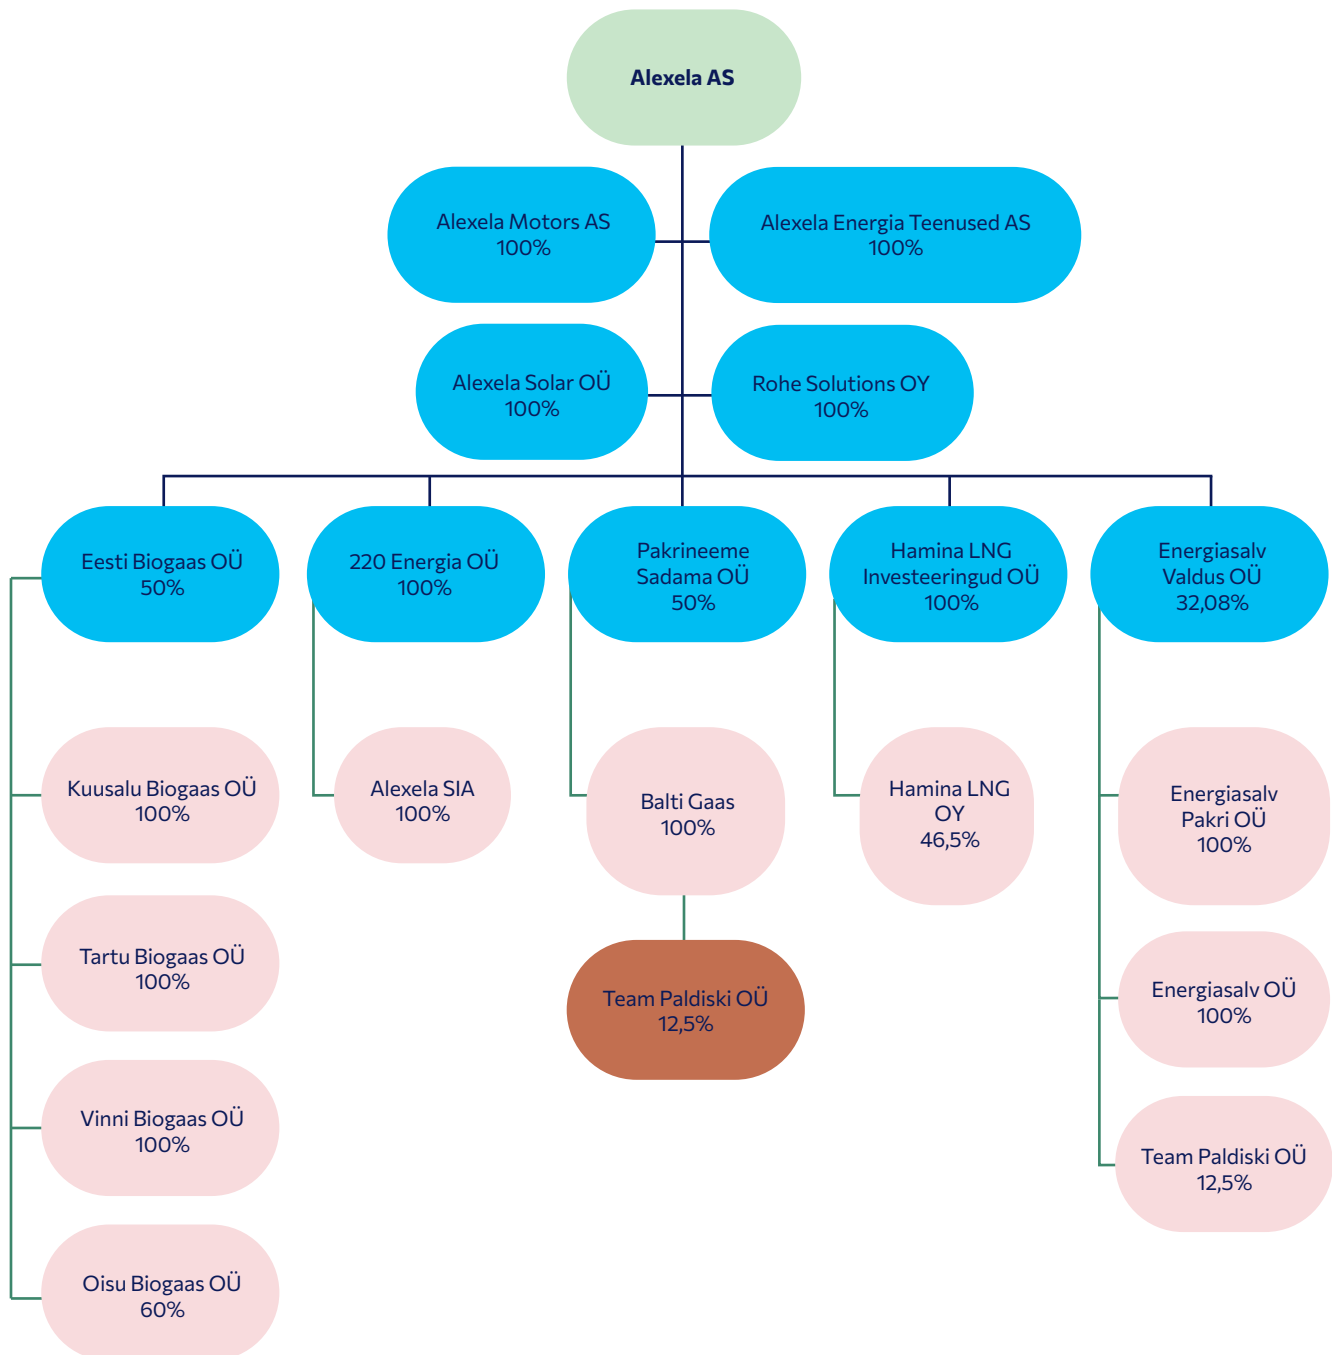 Alexela AS
Alexela Motors AS
100%
Alexela Energia Teenused AS
100%
Alexela Solar OÜ
100%
Rohe Solutions OY
100%
Eesti Biogaas OÜ
50%
220 Energia OÜ
100%
Pakrineeme
Sadama OÜ
50%
Hamina LNG
Investeeringud OÜ
100%
Energiasalv
Valdus OÜ
32,08%
Kuusalu Biogaas OÜ
100%
Alexela SIA
100%
Balti Gaas
100%
Hamina LNG
OY
46,5%
Energiasalv
Pakri OÜ
100%
Tartu Biogaas OÜ
100%
Team Paldiski OÜ
12,5%
Energiasalv OÜ
100%
Vinni Biogaas OÜ
100%
Team Paldiski OÜ
12,5%
Oisu Biogaas OÜ
60%